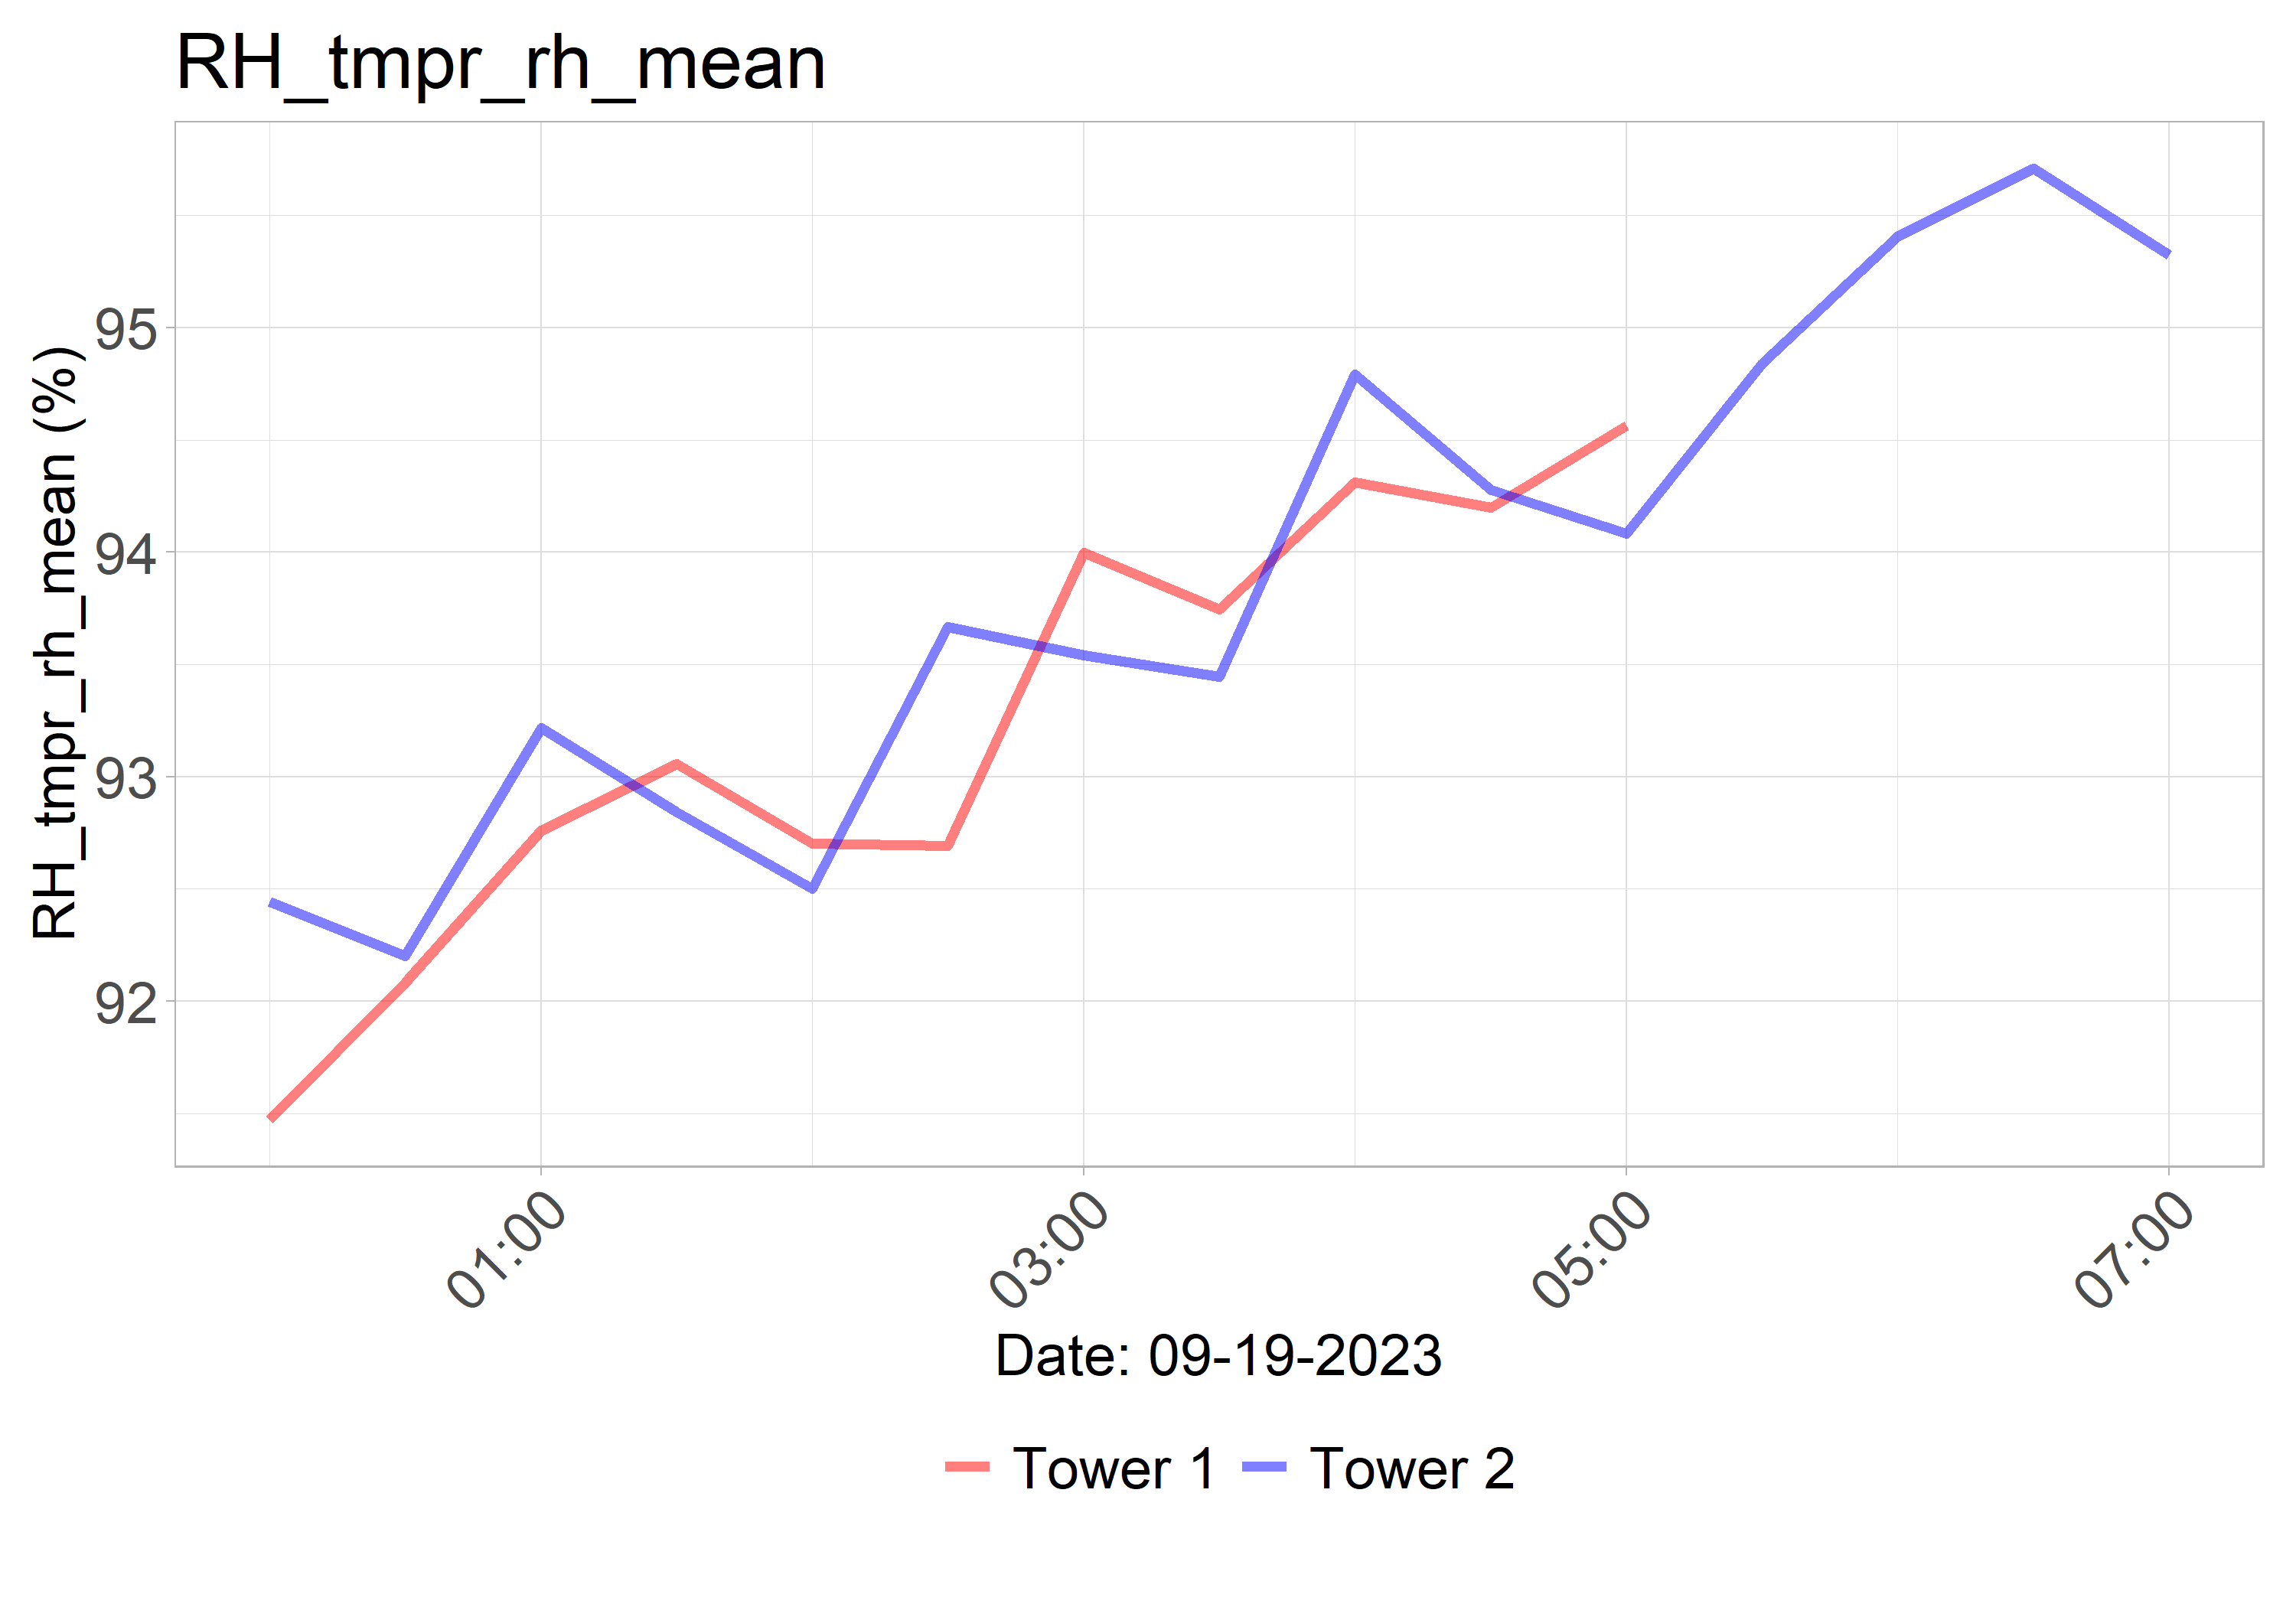 RH_tmpr_rh_mean
RH_tmpr_rh_mean (%)
95
94
93
92
01:00
03:00
05:00
07:00
Date: 09-19-2023
Tower 1
Tower 2